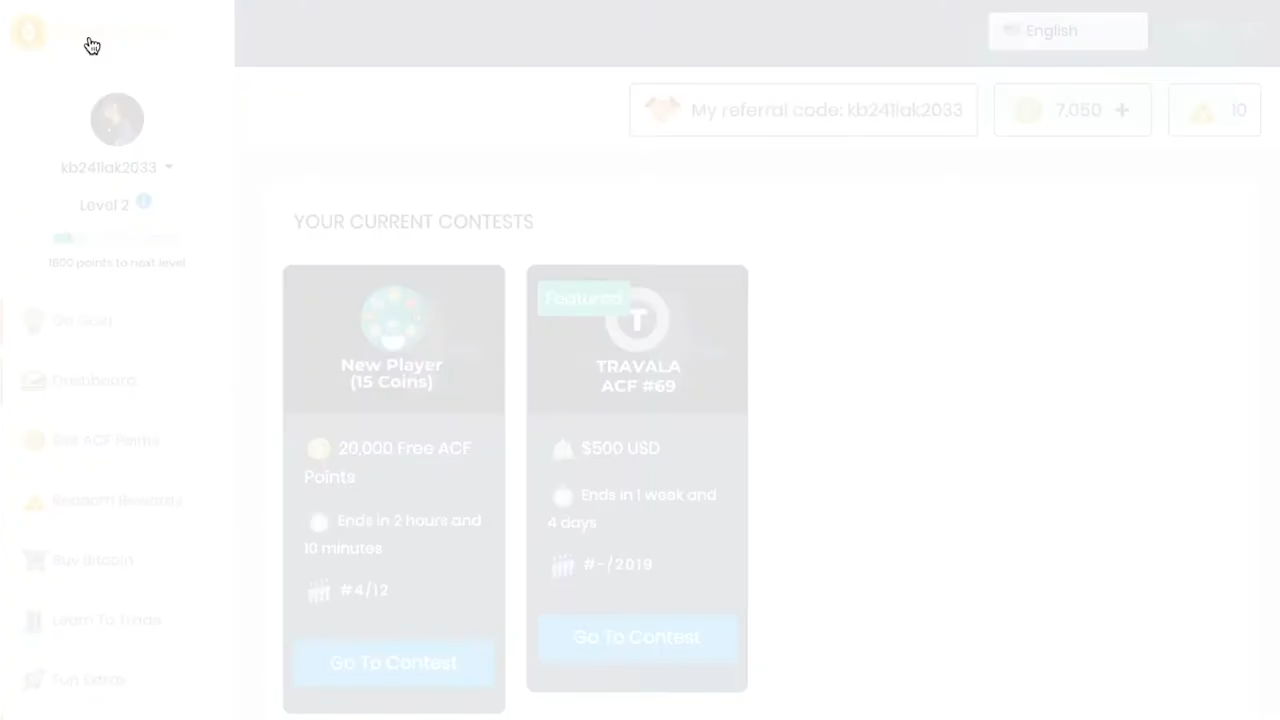 English
My referral code: kb241lak2033
7,050 +
10
kb241lak2033
Level 2
1800 points to next level
Dashboard
Get ACF Points
Redeem Rewards
Buy Bitcoin
Learn To Trade
YOUR CURRENT CONTESTS
New Player
(15 Coins)
20,000 Free ACF
Points
Ends in 2 hours and
10 minutes
#4/12
Go To Contest
Featured
T
TRAVALA
ACF #69
$500 USD
Ends in 1 week and
4 days
#-/2019
Go To Contest